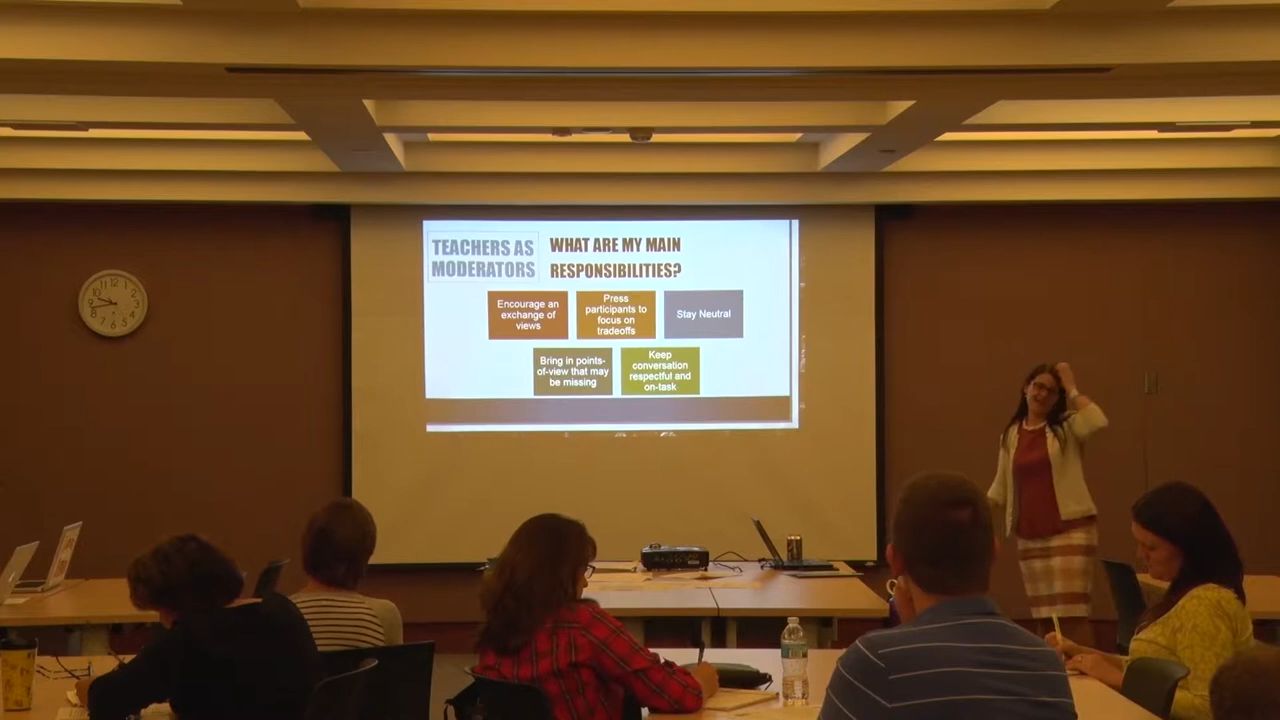 TEACHERS AS
MODERATORS
WHAT ARE MY MAIN
RESPONSIBILITIES?
Encourage an
exchange of
views
Press
participants to
focus on
tradeoffs
Stay Neutral
Bring in points-
of-view that may
be missing
Keep
conversation
respectful and
on-task